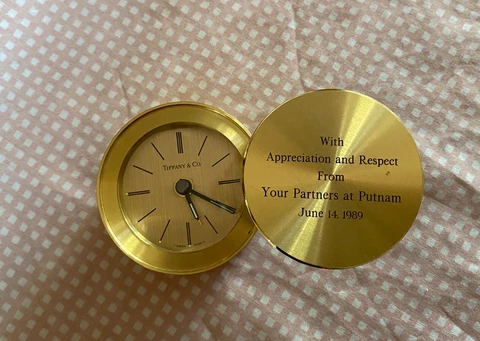 TIFFANY & CO.
With
Appreciation and Respect
From
Your Partners at Putnam
June 14, 1989